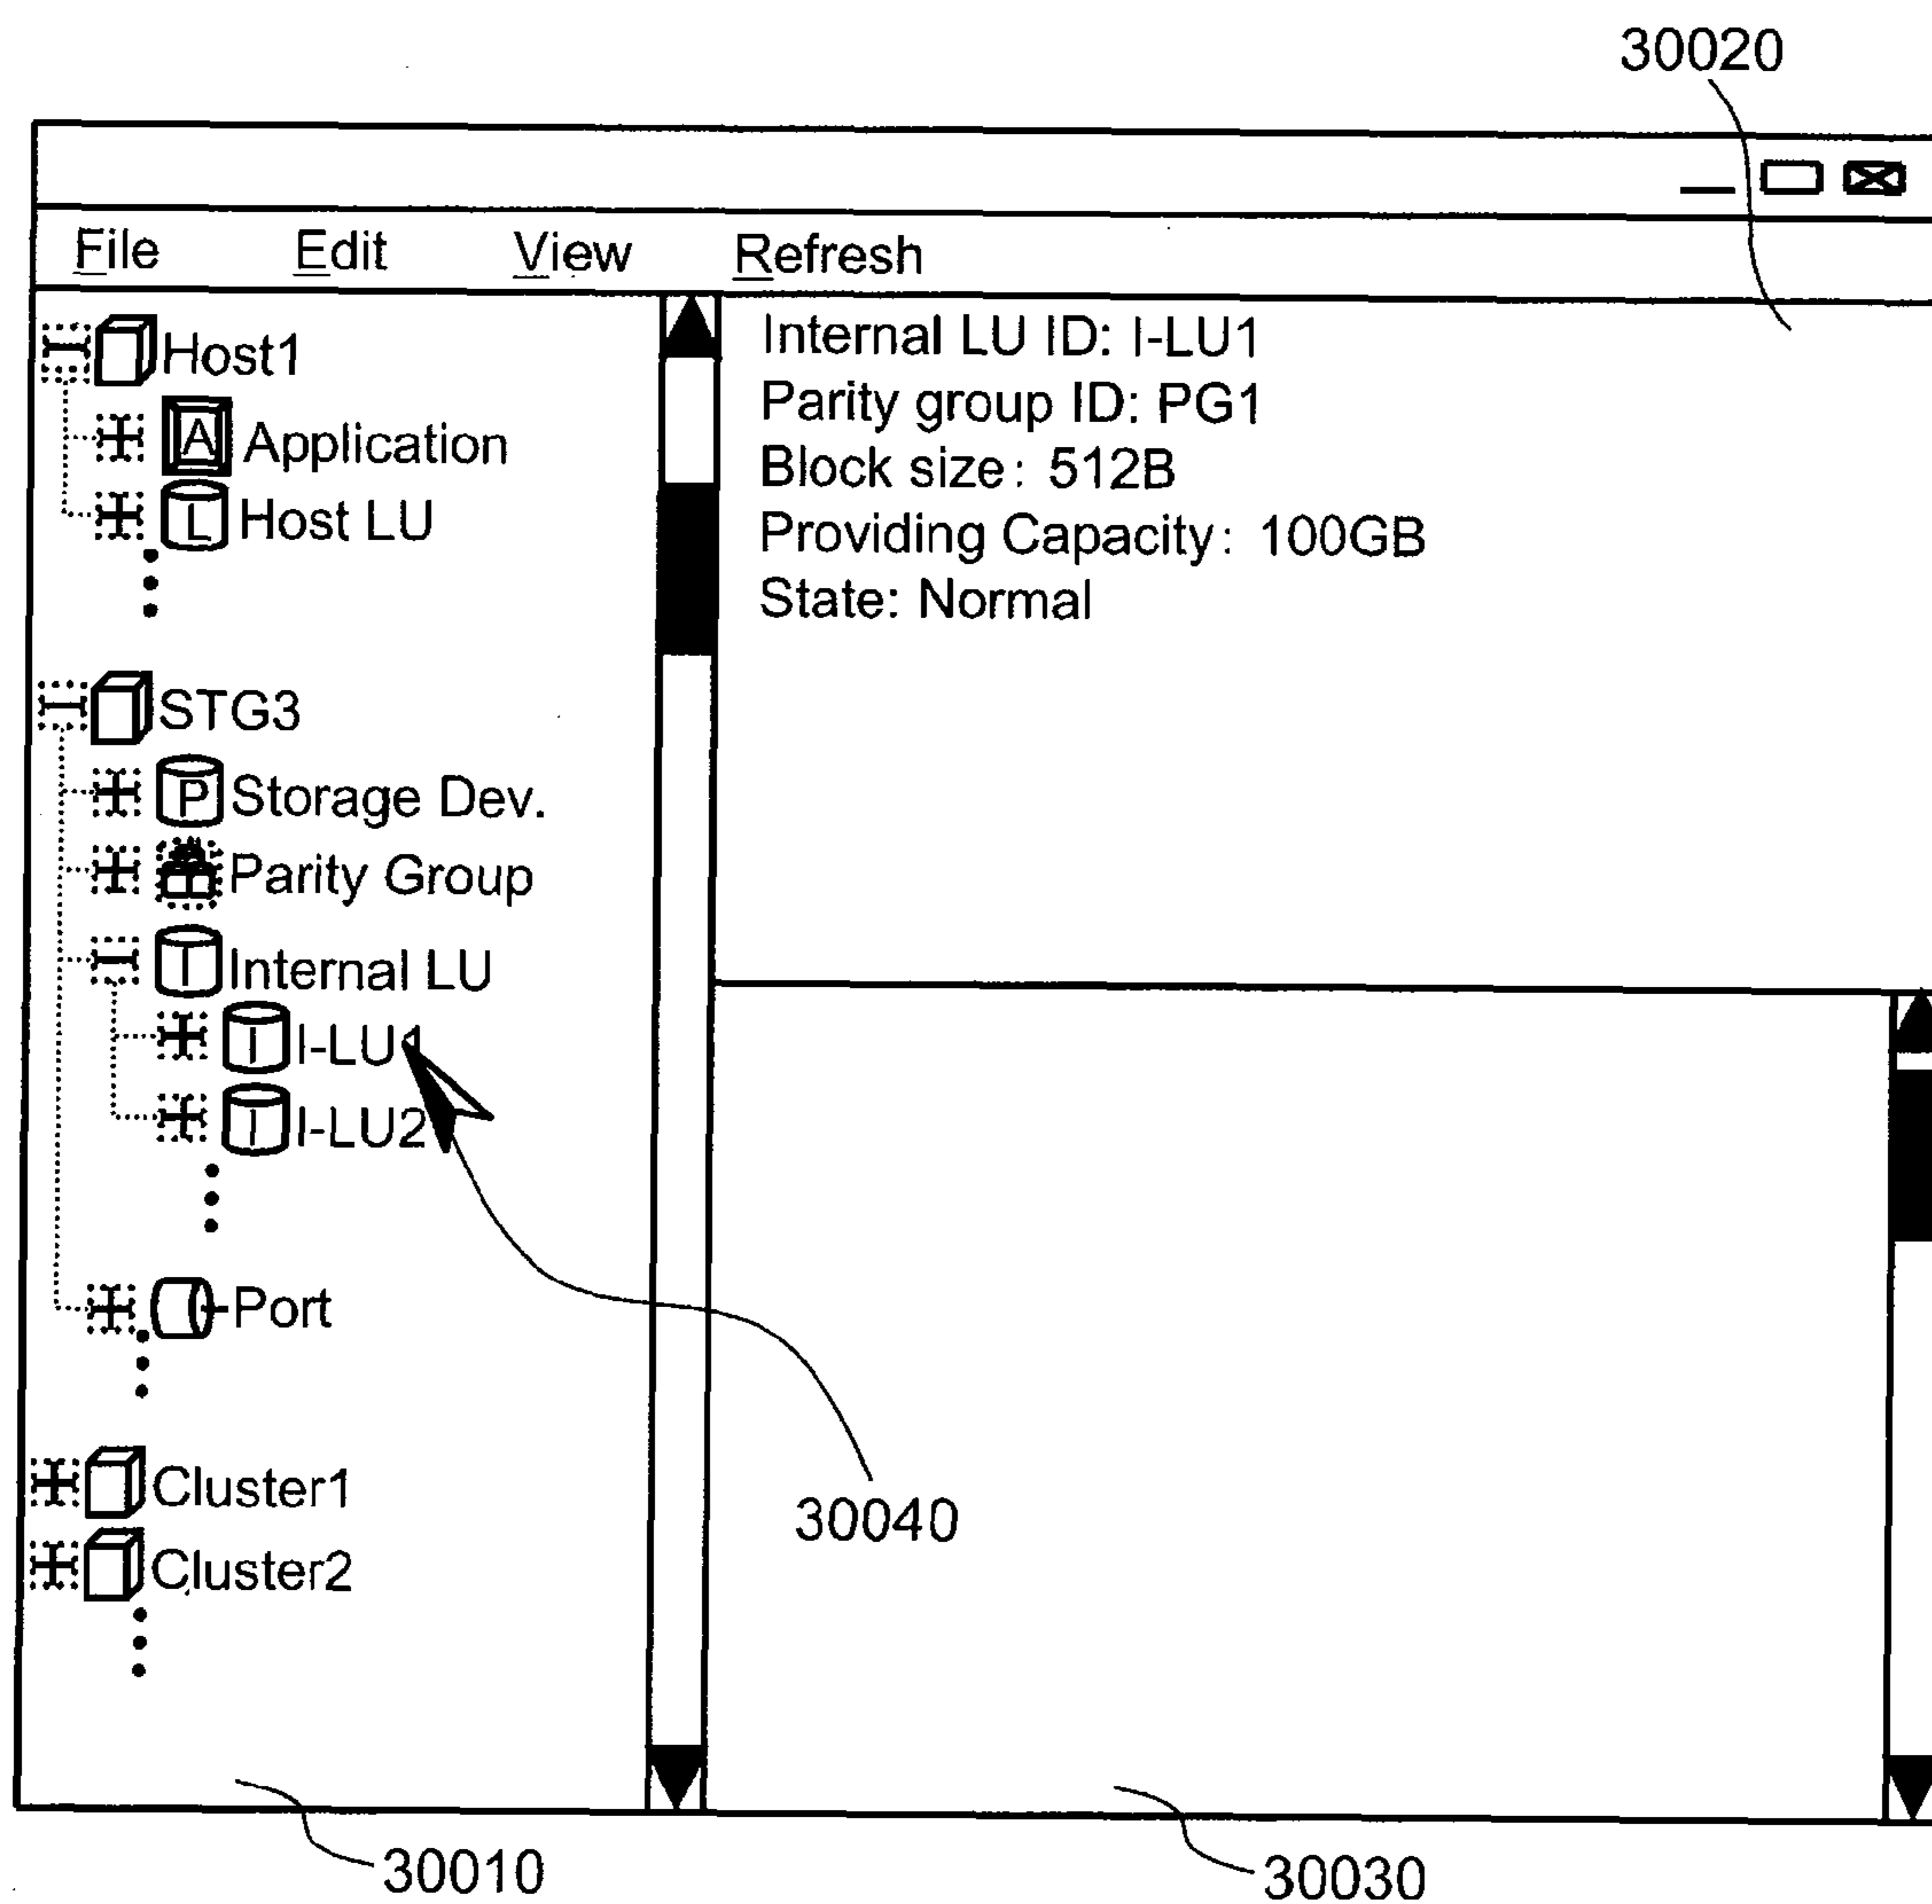 30020
File Edit View Refresh
Host1
A Application
L Host LU
STG3
P Storage Dev.
Parity Group
I Internal LU
I I-LU1
I I-LU2
Port
Cluster1
Cluster2
Internal LU ID: I-LU1
Parity group ID: PG1
Block size: 512B
Providing Capacity: 100GB
State: Normal
30040
30010
30030